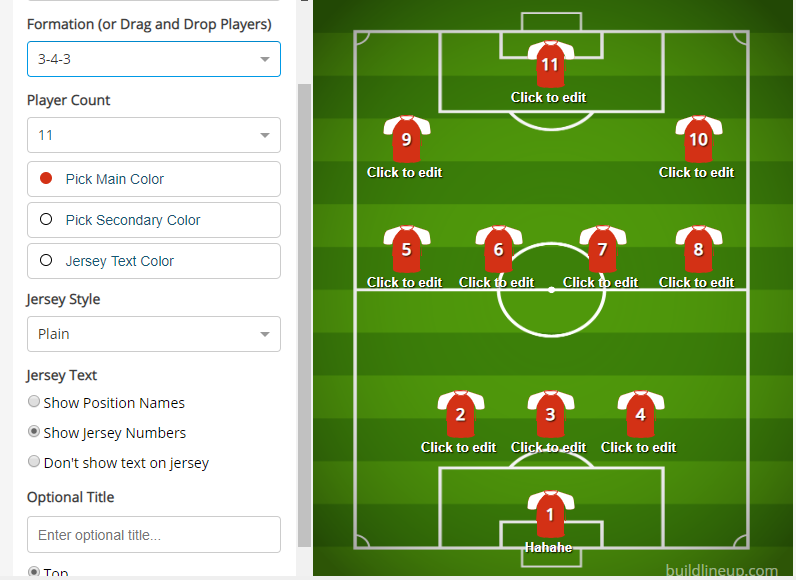 Formation (or Drag and Drop Players)
3-4-3
Player Count
11
Pick Main Color
Pick Secondary Color
Jersey Text Color
Jersey Style
Plain
Jersey Text
Show Position Names
Show Jersey Numbers
Don't show text on jersey
Optional Title
Enter optional title...
Top
11
Click to edit
9
10
Click to edit
Click to edit
5
6
7
8
Click to edit
Click to edit
Click to edit
Click to edit
2
3
4
Click to edit
Click to edit
Click to edit
1
Hahahe
buildlineup.com